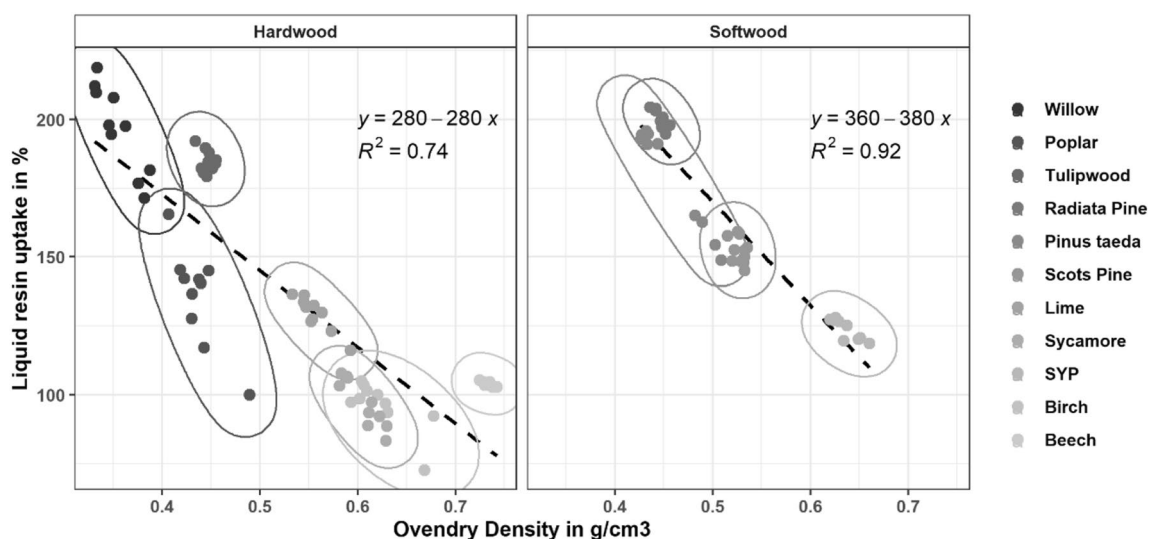 Hardwood
Softwood
y = 280 – 280 x
R² = 0.74
y = 360 – 380 x
R² = 0.92
Liquid resin uptake in %
200
150
100
0.4 0.5 0.6 0.7
0.4 0.5 0.6 0.7
Ovendry Density in g/cm3
Willow
Poplar
Tulipwood
Radiata Pine
Pinus taeda
Scots Pine
Lime
Sycamore
SYP
Birch
Beech